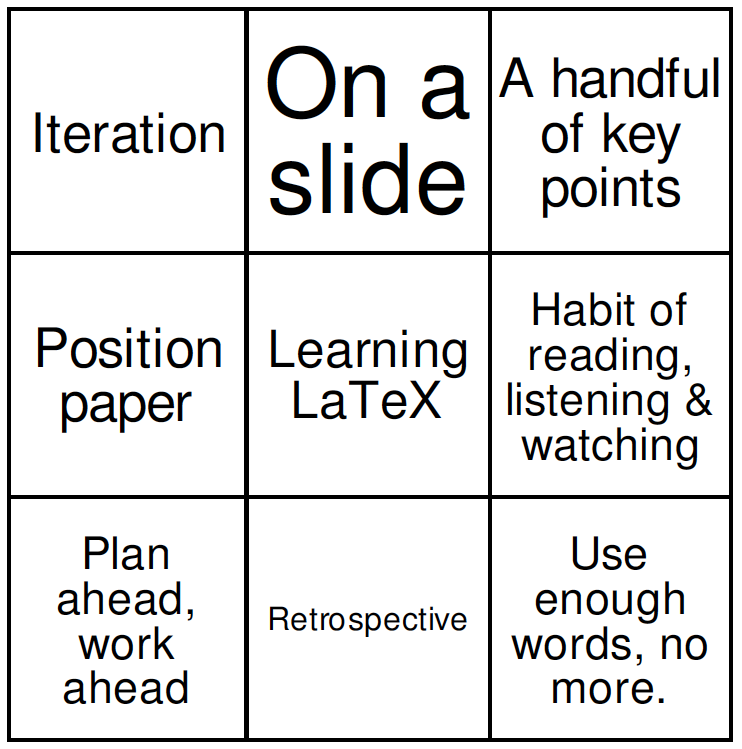 Iteration
On a
slide
A handful
of key
points
Position
paper
Learning
LaTeX
Habit of
reading,
listening &
watching
Plan
ahead,
work
ahead
Retrospective
Use
enough
words, no
more.